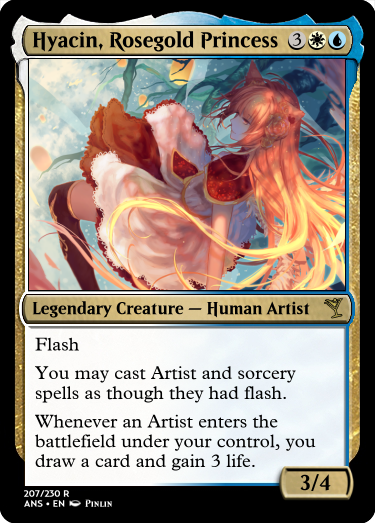 Hyacin, Rosegold Princess 3
Legendary Creature — Human Artist
Flash
You may cast Artist and sorcery
spells as though they had flash.
Whenever an Artist enters the
battlefield under your control, you
draw a card and gain 3 life.
3/4
207/230 R
ANS • EN Pinlin